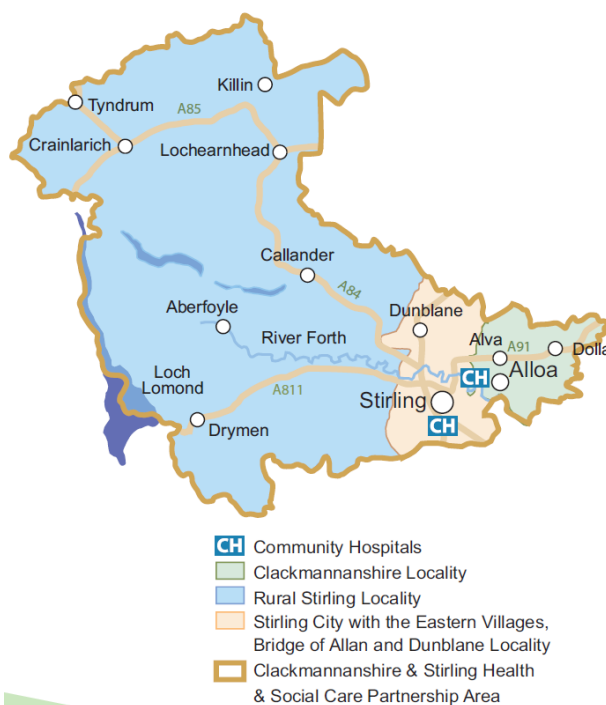 Killin
Tyndrum
A85
Crainlarich
Lochearnhead
Callander
A84
Aberfoyle
Dunblane
River Forth
Alva
A91
Dolla
CH
Alloa
Loch
Lomond
A811
Stirling
Drymen
CH
CH Community Hospitals
Clackmannanshire Locality
Rural Stirling Locality
Stirling City with the Eastern Villages,
Bridge of Allan and Dunblane Locality
Clackmannanshire & Stirling Health
& Social Care Partnership Area